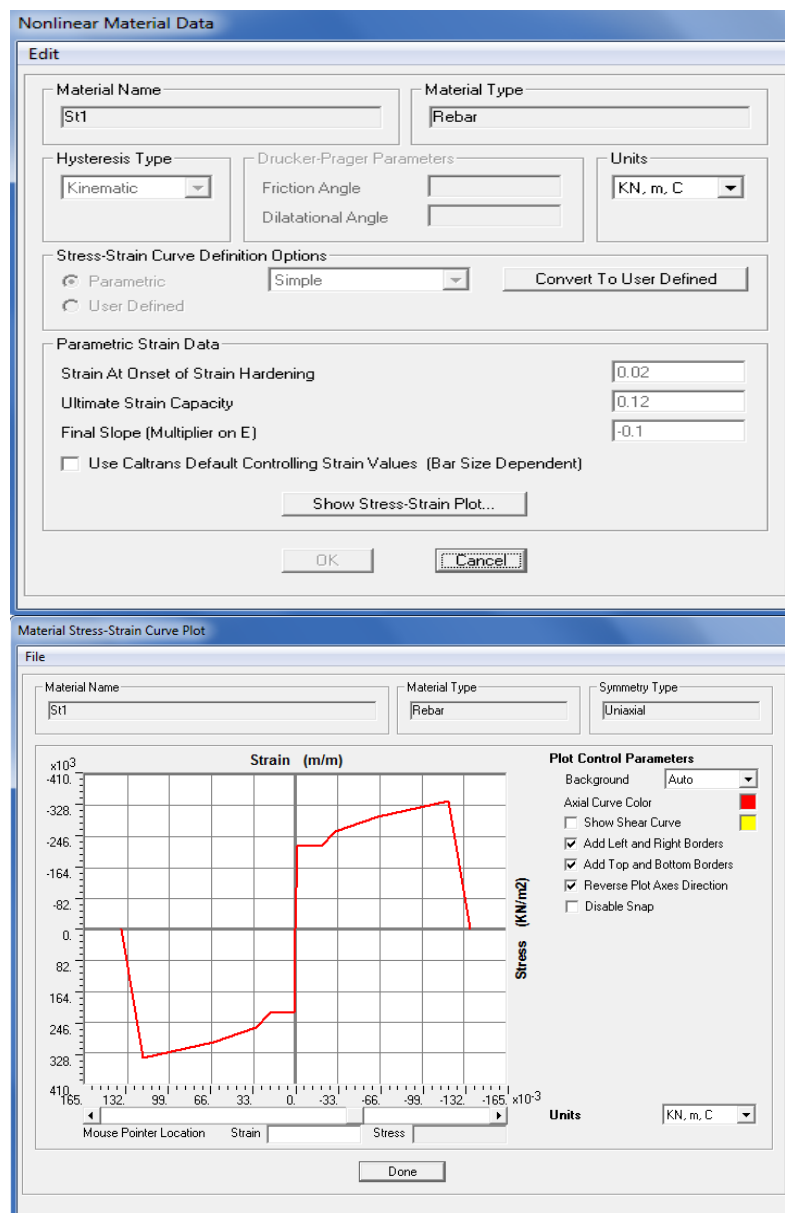 Nonlinear Material Data
Edit
Material Name
St1
Material Type
Rebar
Hysteresis Type
Kinematic
Drucker-Prager Parameters
Friction Angle
Dilatational Angle
Units
KN, m, C
Stress-Strain Curve Definition Options
Parametric
Simple
Convert To User Defined
User Defined
Parametric Strain Data
Strain At Onset of Strain Hardening
0.02
Ultimate Strain Capacity
0.12
Final Slope (Multiplier on E)
-0.1
Use Caltrans Default Controlling Strain Values (Bar Size Dependent)
Show Stress-Strain Plot...
OK
Cancel
Material Stress-Strain Curve Plot
File
Material Name
St1
Material Type
Rebar
Symmetry Type
Uniaxial
x10³
Strain (m/m)
-410.
-328.
-246.
-164.
-82.
0.
82.
164.
246.
328.
410.
165. 132. 99. 66. 33. 0. -33. -66. -99. -132. -165. x10-3
Stress (KN/m2)
Plot Control Parameters
Background Auto
Axial Curve Color
Show Shear Curve
Add Left and Right Borders
Add Top and Bottom Borders
Reverse Plot Axes Direction
Disable Snap
Mouse Pointer Location Strain Stress
Units KN, m, C
Done